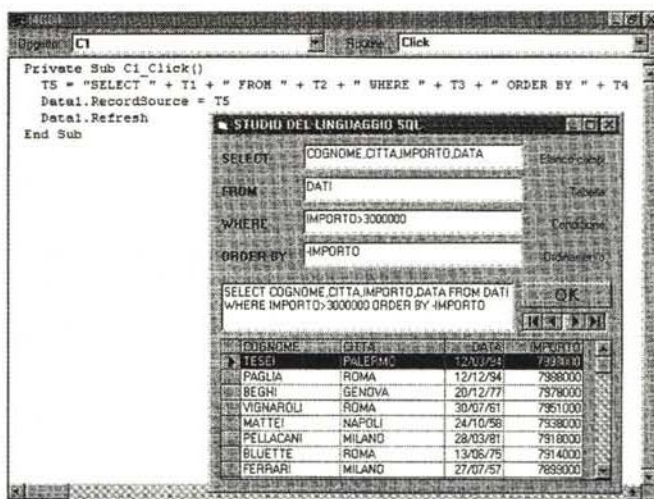 Oggetto: C1 Routine: Click
Private Sub C1_Click()
T5 = "SELECT " + T1 + " FROM " + T2 + " WHERE " + T3 + " ORDER BY " + T4
Data1.RecordSource = T5
Data1.Refresh
End Sub
STUDIO DEL LINGUAGGIO SQL
SELECT COGNOME,CITTA,IMPORTO,DATA Elenco campi
FROM DATI Tabella
WHERE IMPORTO>3000000 Condizione
ORDER BY -IMPORTO Ordinamento
SELECT COGNOME,CITTA,IMPORTO,DATA FROM DATI
WHERE IMPORTO>3000000 ORDER BY -IMPORTO
OK
COGNOME CITTA DATA IMPORTO
TESEI PALERMO 12/03/94
PAGLIA ROMA 12/12/94 7988000
BEGHI GENOVA 20/12/77 7978000
VIGNAROLI ROMA 30/07/61 7951000
MATTEI NAPOLI 24/10/58 7938000
PELLACANI MILANO 28/03/81 7918000
BLUETTE ROMA 13/06/75 7914000
FERRARI MILANO 27/07/57 7899000